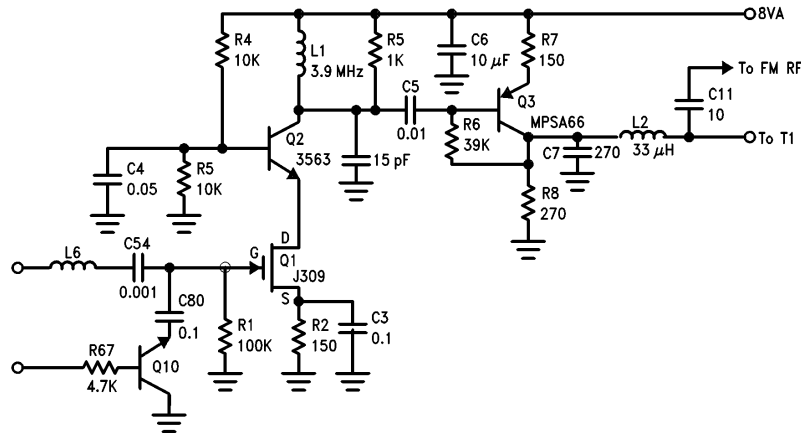 8VA
R4
10K
L1
3.9 MHz
R5
1K
C6
10 µF
R7
150
To FM RF
C11
10
C5
0.01
Q3
MPSA66
L2
33 µH
To T1
Q2
3563
R6
39K
C7
270
15 pF
C4
0.05
R5
10K
R8
270
L6
C54
0.001
G
D
Q1
J309
S
C80
0.1
R1
100K
R2
150
C3
0.1
R67
4.7K
Q10